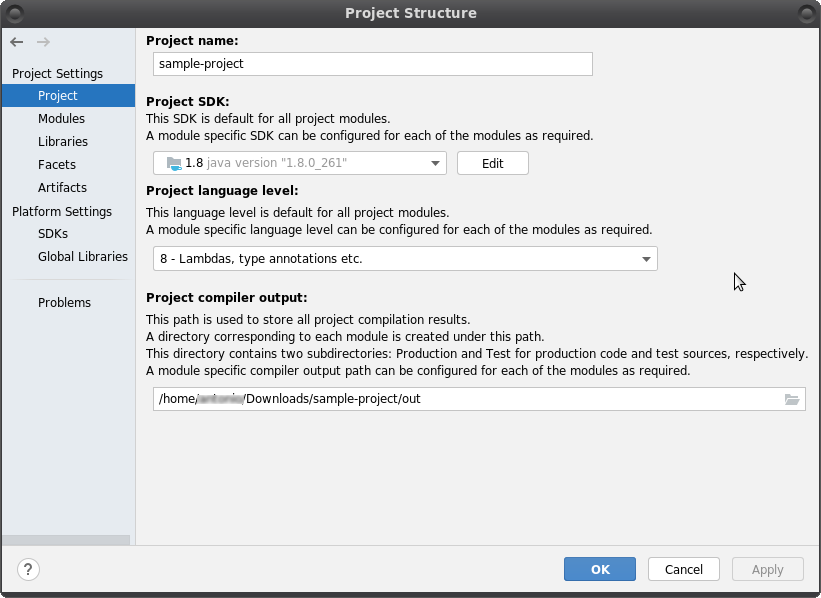 Project Structure
Project Settings
Project
Modules
Libraries
Facets
Artifacts
Platform Settings
SDKs
Global Libraries
Problems
Project name:
sample-project
Project SDK:
This SDK is default for all project modules.
A module specific SDK can be configured for each of the modules as required.
1.8 java version "1.8.0_261"
Edit
Project language level:
This language level is default for all project modules.
A module specific language level can be configured for each of the modules as required.
8 - Lambdas, type annotations etc.
Project compiler output:
This path is used to store all project compilation results.
A directory corresponding to each module is created under this path.
This directory contains two subdirectories: Production and Test for production code and test sources, respectively.
A module specific compiler output path can be configured for each of the modules as required.
/home/ /Downloads/sample-project/out
?
OK
Cancel
Apply